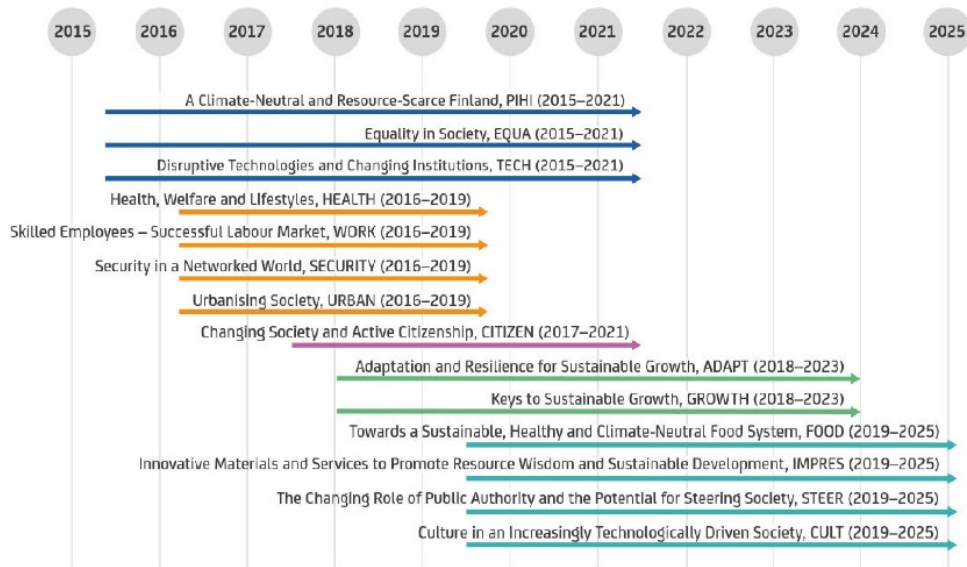 2015 2016 2017 2018 2019 2020 2021 2022 2023 2024 2025
A Climate-Neutral and Resource-Scarce Finland, PIHI (2015–2021)
Equality in Society, EQUA (2015–2021)
Disruptive Technologies and Changing Institutions, TECH (2015–2021)
Health, Welfare and Lifestyles, HEALTH (2016–2019)
Skilled Employees – Successful Labour Market, WORK (2016–2019)
Security in a Networked World, SECURITY (2016–2019)
Urbanising Society, URBAN (2016–2019)
Changing Society and Active Citizenship, CITIZEN (2017–2021)
Adaptation and Resilience for Sustainable Growth, ADAPT (2018–2023)
Keys to Sustainable Growth, GROWTH (2018–2023)
Towards a Sustainable, Healthy and Climate-Neutral Food System, FOOD (2019–2025)
Innovative Materials and Services to Promote Resource Wisdom and Sustainable Development, IMPRES (2019–2025)
The Changing Role of Public Authority and the Potential for Steering Society, STEER (2019–2025)
Culture in an Increasingly Technologically Driven Society, CULT (2019–2025)